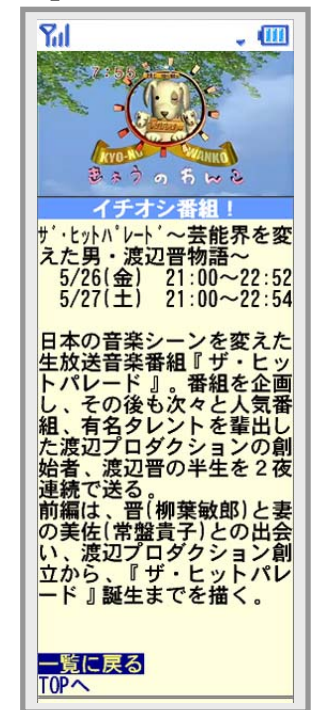 7:55
KYO-NO WANKO
きょうのわんこ
イチオシ番組！
ｻﾞ･ﾋｯﾄﾊﾟﾚｰﾄﾞ～芸能界を変
えた男・渡辺晋物語～
5/26(金) 21:00～22:52
5/27(土) 21:00～22:54
日本の音楽シーンを変えた
生放送音楽番組『ザ・ヒッ
トパレード』。番組を企画
し、その後も次々と人気番
組、有名タレントを輩出し
た渡辺プロダクションの創
始者、渡辺晋の半生を２夜
連続で送る。
前編は、晋(柳葉敏郎)と妻
の美佐(常盤貴子)との出会
い、渡辺プロダクション創
立から、『ザ・ヒットパレ
ード』誕生までを描く。
一覧に戻る
TOPへ